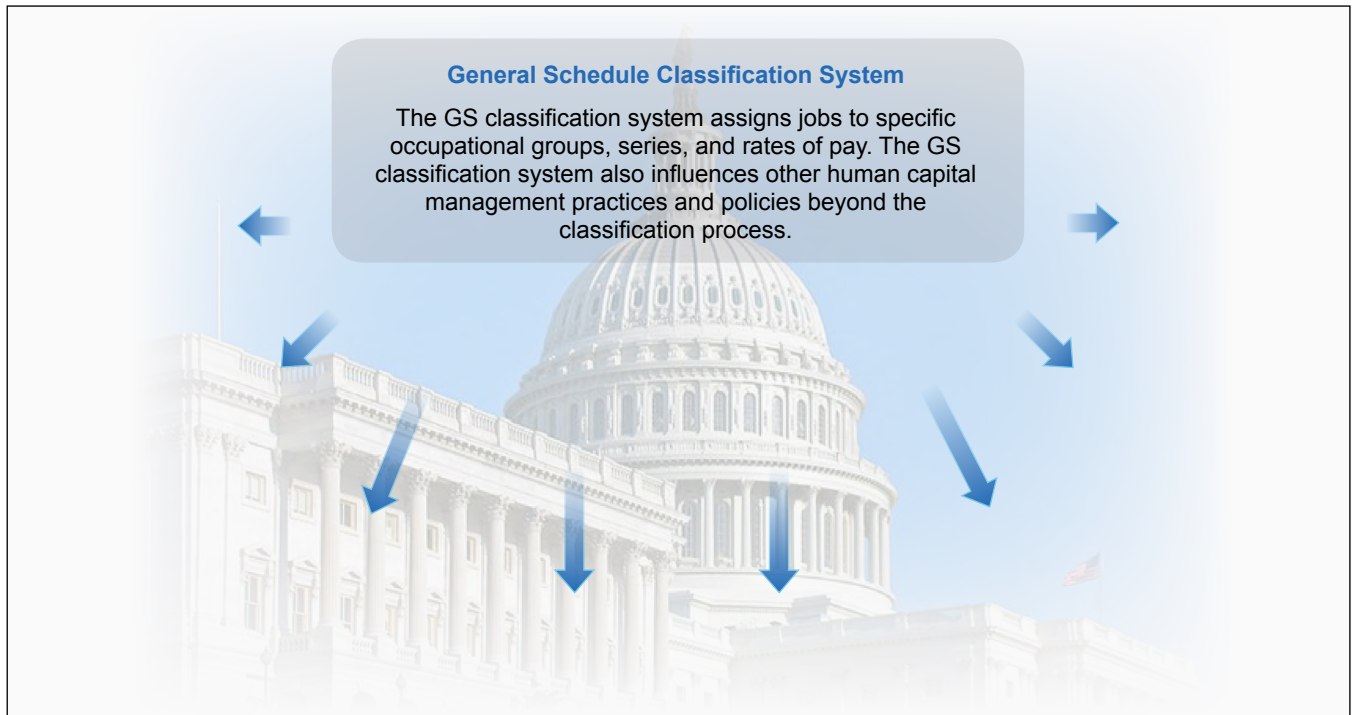 General Schedule Classification System
The GS classification system assigns jobs to specific
occupational groups, series, and rates of pay. The GS
classification system also influences other human capital
management practices and policies beyond the
classification process.